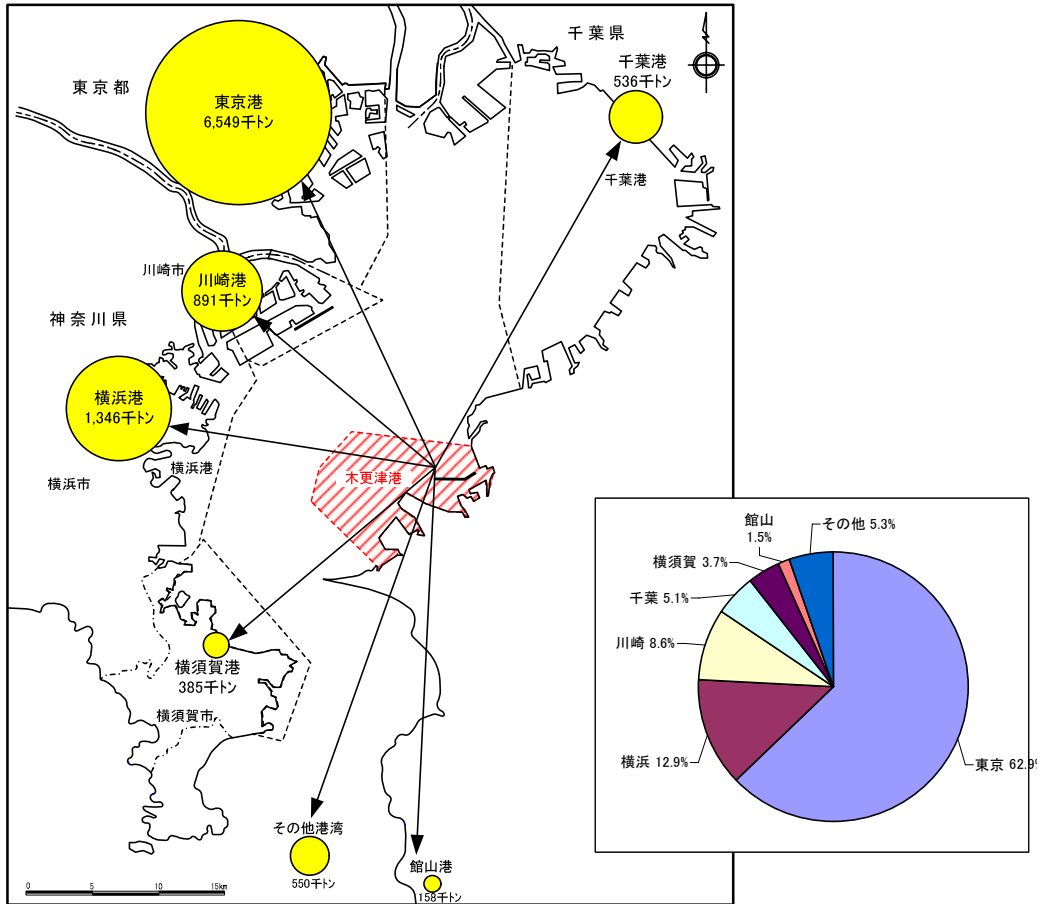 千葉県
千葉港
536千トン
東京都
東京港
6,549千トン
千葉港
川崎市
川崎港
891千トン
神奈川県
横浜港
1,346千トン
横浜港
横浜市
木更津港
横須賀港
385千トン
横須賀市
その他港湾
550千トン
館山港
158千トン
0 5 10 15km
館山
1.5%
その他 5.3%
横須賀 3.7%
千葉 5.1%
川崎 8.6%
横浜 12.9%
東京 62.9%